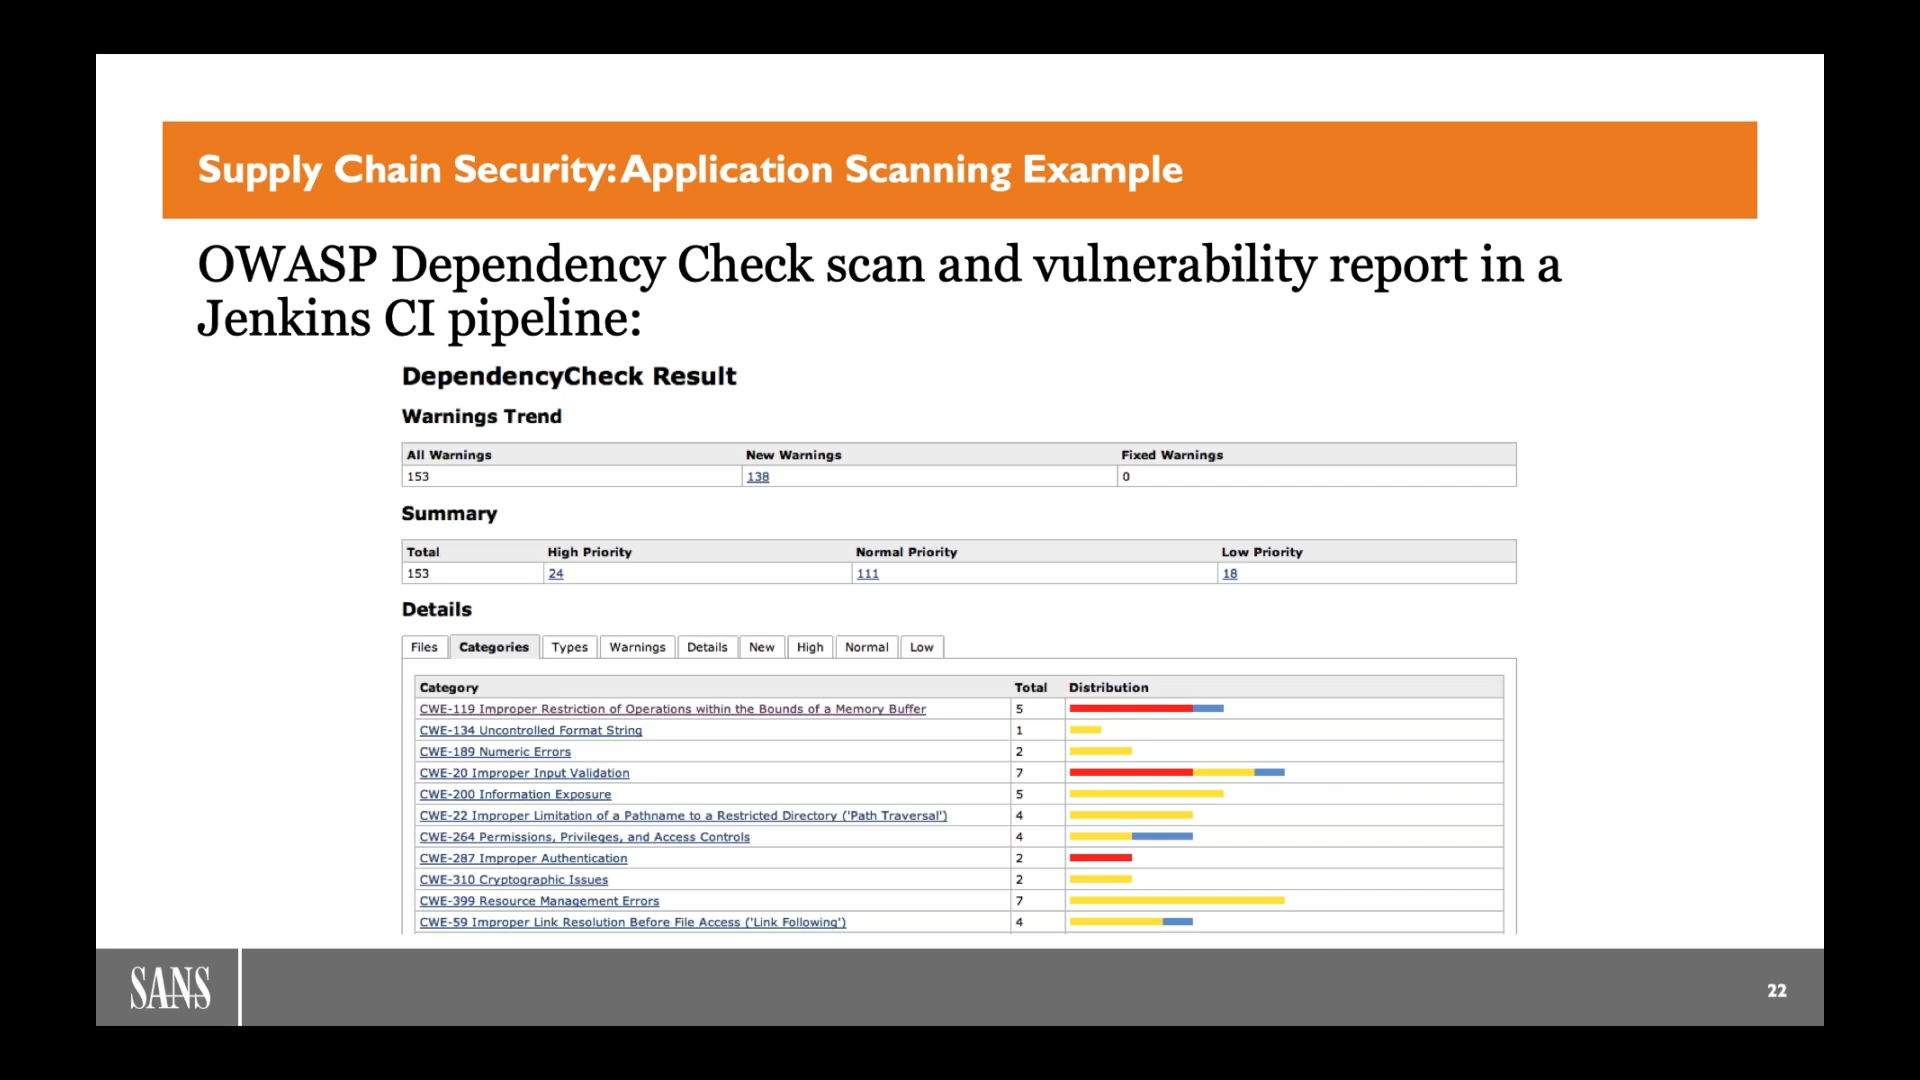 Supply Chain Security: Application Scanning Example
OWASP Dependency Check scan and vulnerability report in a
Jenkins CI pipeline:
DependencyCheck Result
Warnings Trend
All Warnings New Warnings Fixed Warnings
153 138 0
Summary
Total High Priority Normal Priority Low Priority
153 24 111 18
Details
Files Categories Types Warnings Details New High Normal Low
Category Total Distribution
CWE-119 Improper Restriction of Operations within the Bounds of a Memory Buffer 5
CWE-134 Uncontrolled Format String 1
CWE-189 Numeric Errors 2
CWE-20 Improper Input Validation 7
CWE-200 Information Exposure 5
CWE-22 Improper Limitation of a Pathname to a Restricted Directory ('Path Traversal') 4
CWE-264 Permissions, Privileges, and Access Controls 4
CWE-287 Improper Authentication 2
CWE-310 Cryptographic Issues 2
CWE-399 Resource Management Errors 7
CWE-59 Improper Link Resolution Before File Access ('Link Following') 4
SANS
22